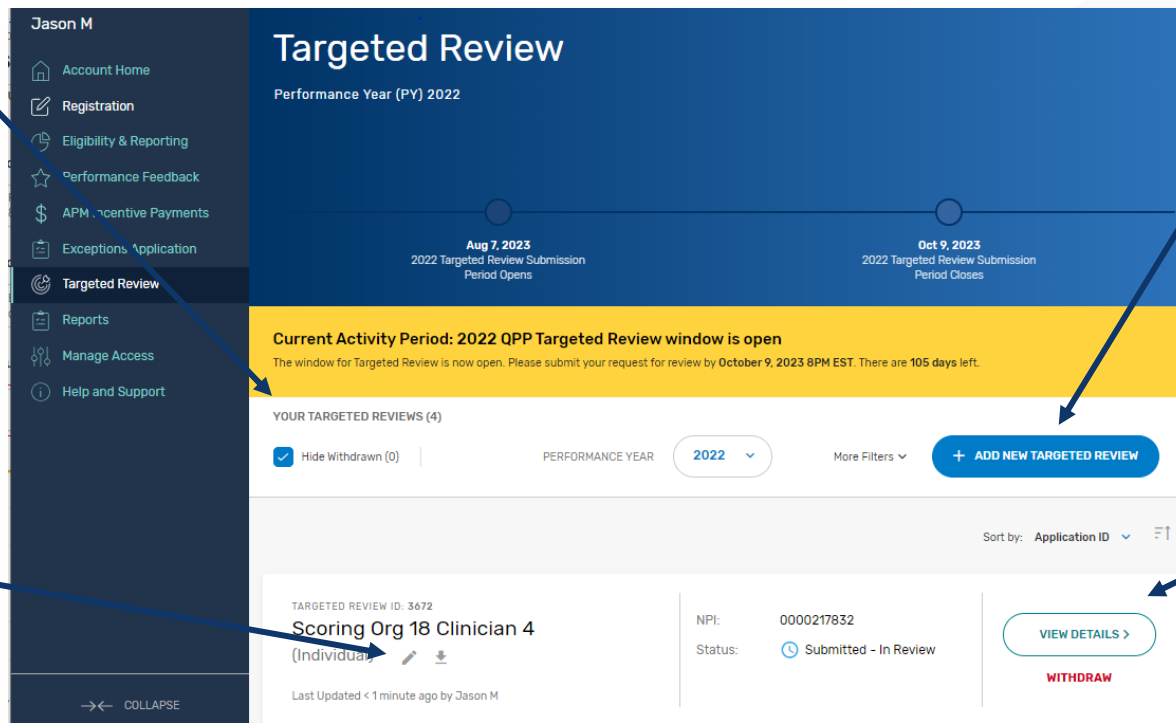 Jason M
Account Home
Registration
Eligibility & Reporting
Performance Feedback
APM Incentive Payments
Exceptions Application
Targeted Review
Reports
Manage Access
Help and Support
COLLAPSE
Targeted Review
Performance Year (PY) 2022
Aug 7, 2023
2022 Targeted Review Submission
Period Opens
Oct 9, 2023
2022 Targeted Review Submission
Period Closes
Current Activity Period: 2022 QPP Targeted Review window is open
The window for Targeted Review is now open. Please submit your request for review by October 9, 2023 8PM EST. There are 105 days left.
YOUR TARGETED REVIEWS (4)
Hide Withdrawn (0) PERFORMANCE YEAR 2022 More Filters + ADD NEW TARGETED REVIEW
Sort by: Application ID
TARGETED REVIEW ID: 3672
Scoring Org 18 Clinician 4
(Individual)
Last Updated < 1 minute ago by Jason M
NPI: 0000217832
Status: Submitted - In Review
VIEW DETAILS >
WITHDRAW